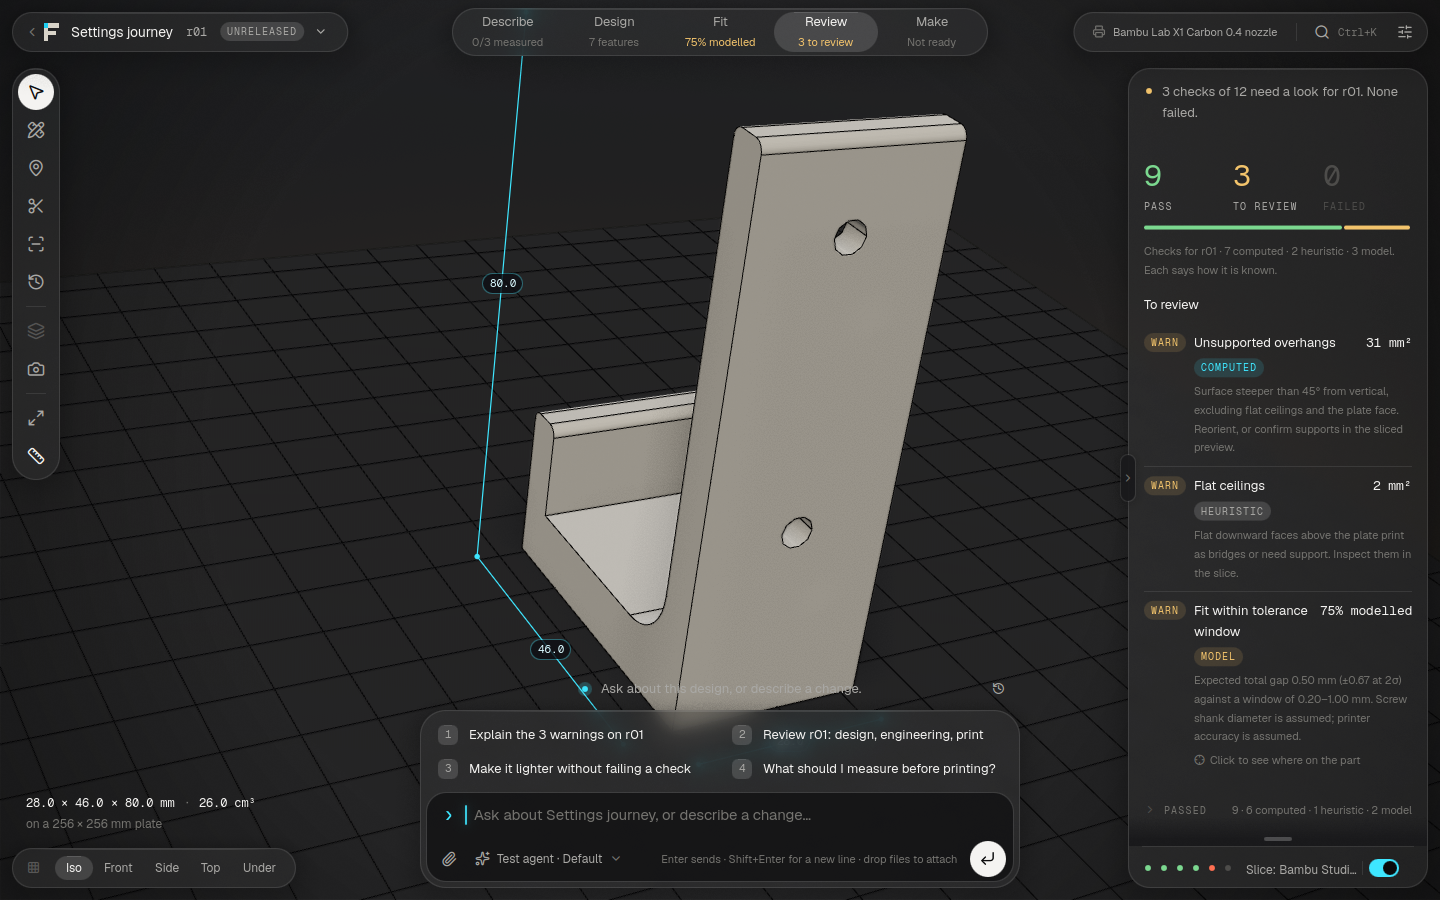 Settings journey r01 UNRELEASED
Describe
0/3 measured
Design
7 features
Fit
75% modelled
Review
3 to review
Make
Not ready
Bambu Lab X1 Carbon 0.4 nozzle
Ctrl+K
3 checks of 12 need a look for r01. None
failed.
9
PASS
3
TO REVIEW
0
FAILED
Checks for r01 · 7 computed · 2 heuristic · 3 model.
Each says how it is known.
To review
WARN Unsupported overhangs 31 mm²
COMPUTED
Surface steeper than 45° from vertical,
excluding flat ceilings and the plate face.
Reorient, or confirm supports in the sliced
preview.
WARN Flat ceilings 2 mm²
HEURISTIC
Flat downward faces above the plate print
as bridges or need support. Inspect them in
the slice.
WARN Fit within tolerance 75% modelled
window
MODEL
Expected total gap 0.50 mm (±0.67 at 2σ)
against a window of 0.20–1.00 mm. Screw
shank diameter is assumed; printer
accuracy is assumed.
Click to see where on the part
PASSED 9 · 6 computed · 1 heuristic · 2 model
Slice: Bambu Studi…
80.0
46.0
Ask about this design, or describe a change.
1 Explain the 3 warnings on r01
2 Review r01: design, engineering, print
3 Make it lighter without failing a check
4 What should I measure before printing?
Ask about Settings journey, or describe a change…
Test agent · Default
Enter sends · Shift+Enter for a new line · drop files to attach
28.0 × 46.0 × 80.0 mm · 26.0 cm³
on a 256 × 256 mm plate
Iso Front Side Top Under